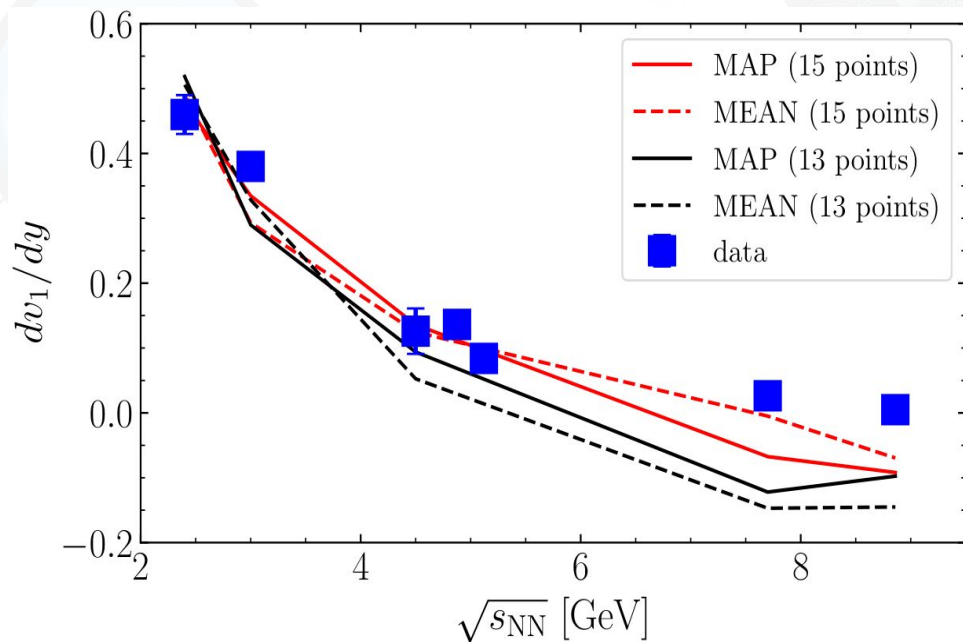 0.6
0.4
0.2
0.0
−0.2
dv₁/dy
2
4
6
8
√sNN [GeV]
MAP (15 points)
MEAN (15 points)
MAP (13 points)
MEAN (13 points)
data